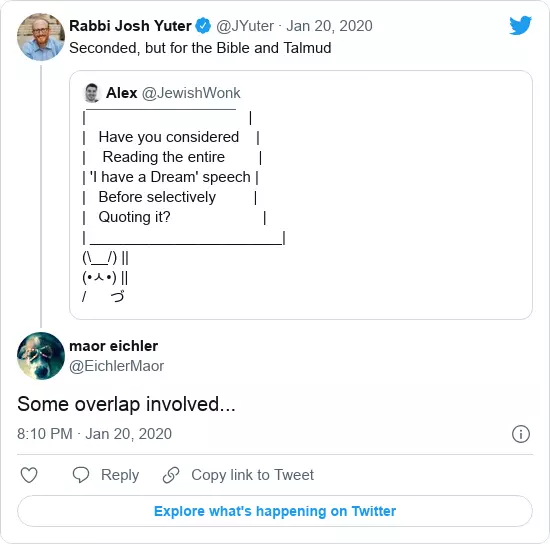 Rabbi Josh Yuter @JYuter · Jan 20, 2020
Seconded, but for the Bible and Talmud
Alex @JewishWonk
|￣￣￣￣￣￣￣￣￣￣ |
| Have you considered |
| Reading the entire |
| 'I have a Dream' speech |
| Before selectively |
| Quoting it? |
| _______________________|
(\__/) ||
(•ㅅ•) ||
/ 　 づ
maor eichler
@EichlerMaor
Some overlap involved...
8:10 PM · Jan 20, 2020
Reply
Copy link to Tweet
Explore what's happening on Twitter